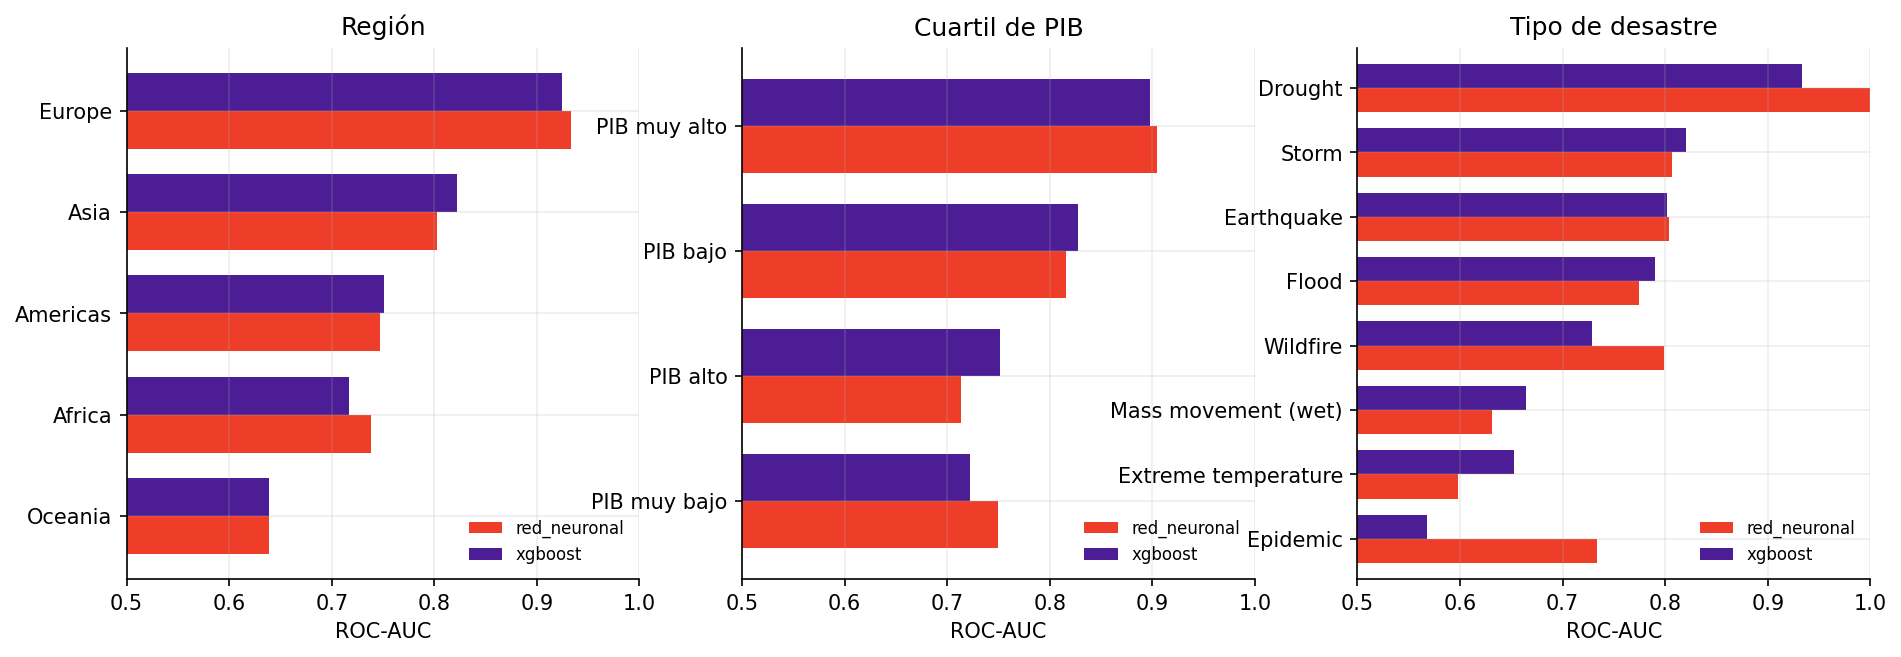 Región
Europe
Asia
Americas
Africa
Oceania
red_neuronal
xgboost
0.5 0.6 0.7 0.8 0.9 1.0
ROC-AUC
Cuartil de PIB
PIB muy alto
PIB bajo
PIB alto
PIB muy bajo
red_neuronal
xgboost
0.5 0.6 0.7 0.8 0.9 1.0
ROC-AUC
Tipo de desastre
Drought
Storm
Earthquake
Flood
Wildfire
Mass movement (wet)
Extreme temperature
Epidemic
red_neuronal
xgboost
0.5 0.6 0.7 0.8 0.9 1.0
ROC-AUC